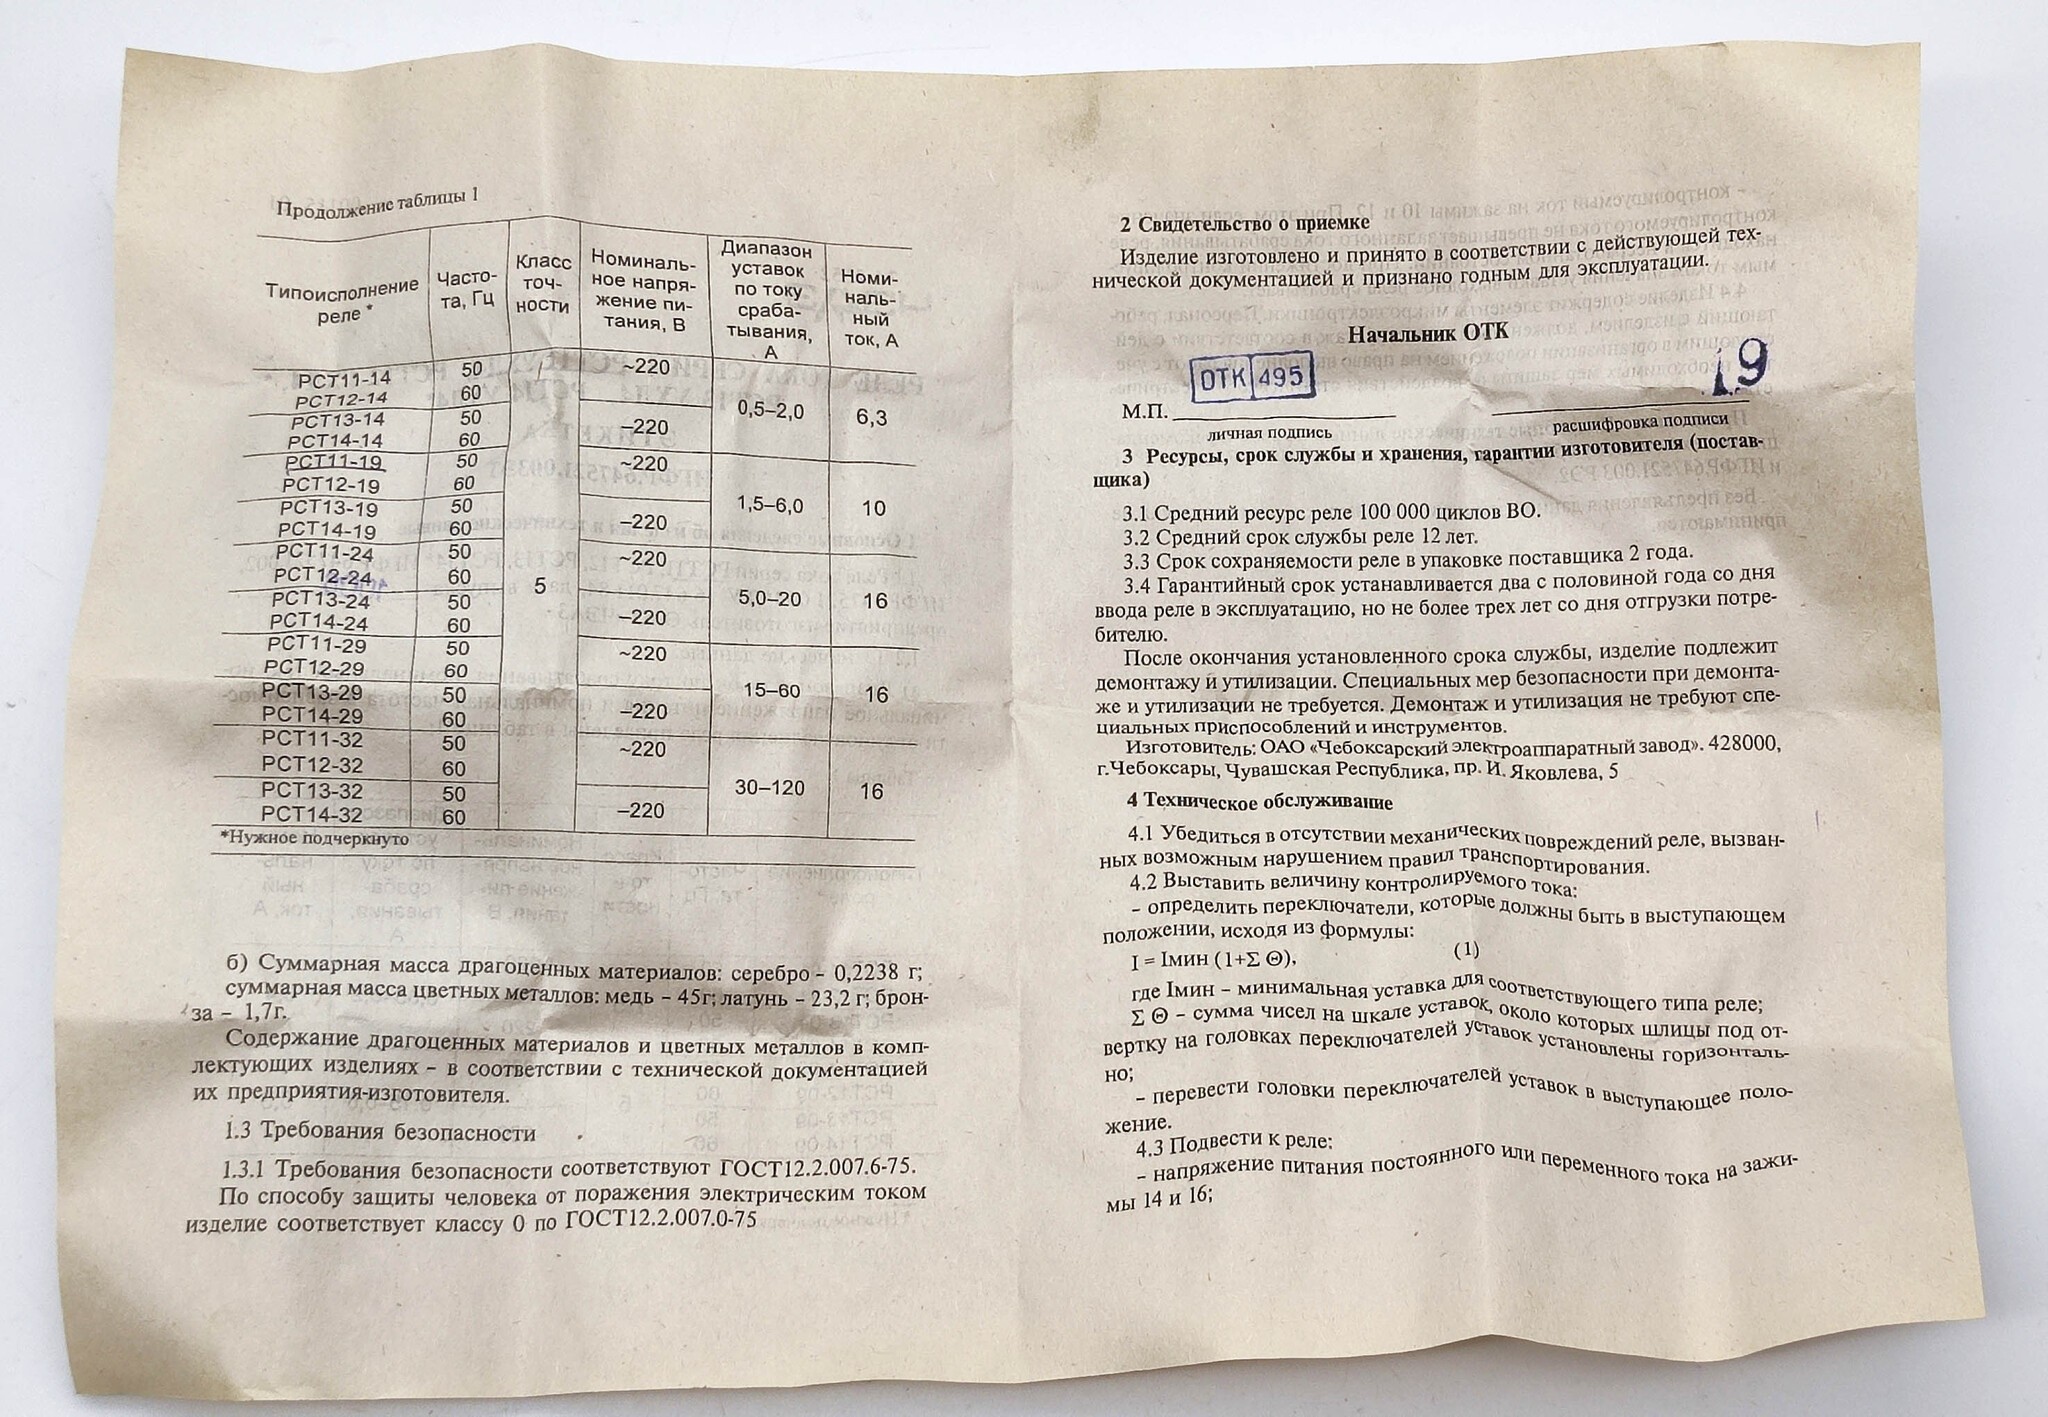 Продолжение таблицы 1
Типоисполнение реле * Часто-та, Гц Класс точ-ности Номиналь-ное напря-жение пи-тания, В Диапазон уставок по току сраба-тывания, А Номи-наль-ный ток, А
РСТ11-14 50 5 ~220 0,5–2,0 6,3
РСТ12-14 60
РСТ13-14 50 –220
РСТ14-14 60
РСТ11-19 50 ~220 1,5–6,0 10
РСТ12-19 60
РСТ13-19 50 –220
РСТ14-19 60
РСТ11-24 50 ~220 5,0–20 16
РСТ12-24 60
РСТ13-24 50 –220
РСТ14-24 60
РСТ11-29 50 ~220 15–60 16
РСТ12-29 60
РСТ13-29 50 –220
РСТ14-29 60
РСТ11-32 50 ~220 30–120 16
РСТ12-32 60
РСТ13-32 50 –220
РСТ14-32 60
*Нужное подчеркнуто
б) Суммарная масса драгоценных материалов: серебро - 0,2238 г;
суммарная масса цветных металлов: медь – 45г; латунь – 23,2 г; брон-
за – 1,7г.
Содержание драгоценных материалов и цветных металлов в комп-
лектующих изделиях – в соответствии с технической документацией
их предприятия-изготовителя.
1.3 Требования безопасности
1.3.1 Требования безопасности соответствуют ГОСТ12.2.007.6-75.
По способу защиты человека от поражения электрическим током
изделие соответствует классу 0 по ГОСТ12.2.007.0-75
2 Свидетельство о приемке
Изделие изготовлено и принято в соответствии с действующей тех-
нической документацией и признано годным для эксплуатации.
Начальник ОТК
ОТК 495
19
М.П.
личная подпись расшифровка подписи
3 Ресурсы, срок службы и хранения, гарантии изготовителя (постав-
щика)
3.1 Средний ресурс реле 100 000 циклов ВО.
3.2 Средний срок службы реле 12 лет.
3.3 Срок сохраняемости реле в упаковке поставщика 2 года.
3.4 Гарантийный срок устанавливается два с половиной года со дня
ввода реле в эксплуатацию, но не более трех лет со дня отгрузки потре-
бителю.
После окончания установленного срока службы, изделие подлежит
демонтажу и утилизации. Специальных мер безопасности при демонта-
же и утилизации не требуется. Демонтаж и утилизация не требуют спе-
циальных приспособлений и инструментов.
Изготовитель: ОАО «Чебоксарский электроаппаратный завод». 428000,
г.Чебоксары, Чувашская Республика, пр. И. Яковлева, 5
4 Техническое обслуживание
4.1 Убедиться в отсутствии механических повреждений реле, вызван-
ных возможным нарушением правил транспортирования.
4.2 Выставить величину контролируемого тока:
- определить переключатели, которые должны быть в выступающем
положении, исходя из формулы:
I = Iмин (1+Σ Θ), (1)
где Iмин – минимальная уставка для соответствующего типа реле;
Σ Θ – сумма чисел на шкале уставок, около которых шлицы под от-
вертку на головках переключателей уставок установлены горизонталь-
но;
- перевести головки переключателей уставок в выступающее поло-
жение.
4.3 Подвести к реле:
- напряжение питания постоянного или переменного тока на зажи-
мы 14 и 16;